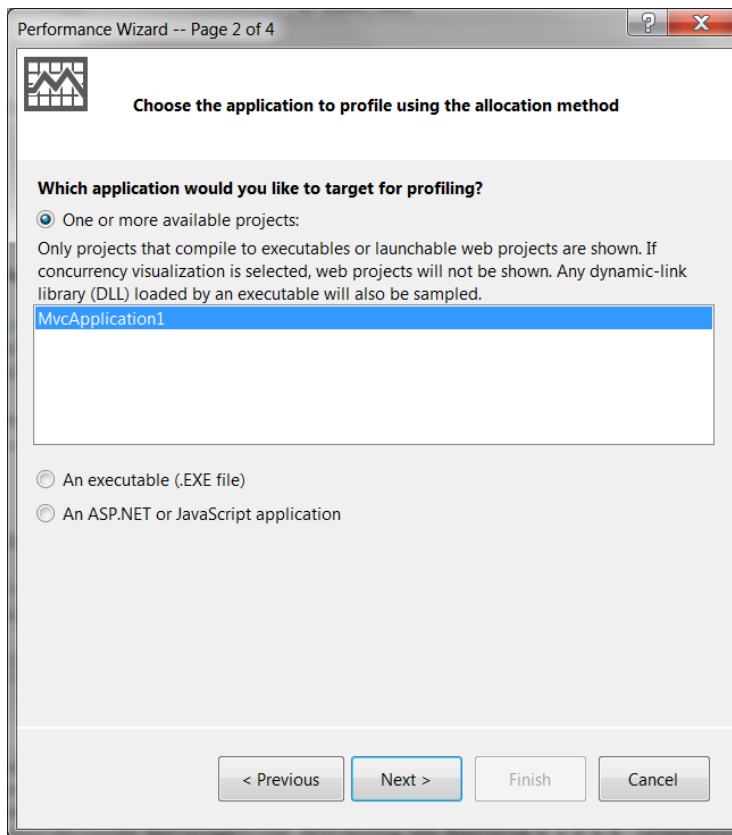 Performance Wizard -- Page 2 of 4
?
X
Choose the application to profile using the allocation method
Which application would you like to target for profiling?
One or more available projects:
Only projects that compile to executables or launchable web projects are shown. If
concurrency visualization is selected, web projects will not be shown. Any dynamic-link
library (DLL) loaded by an executable will also be sampled.
MvcApplication1
An executable (.EXE file)
An ASP.NET or JavaScript application
< Previous
Next >
Finish
Cancel